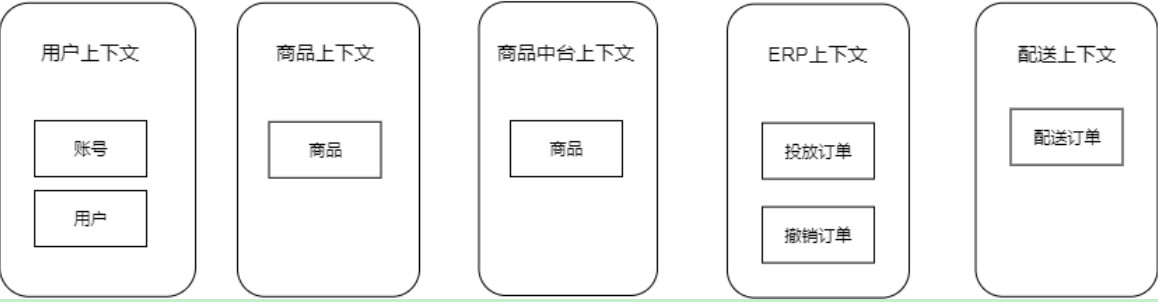 用户上下文
账号
用户
商品上下文
商品
商品中台上下文
商品
ERP上下文
投放订单
撤销订单
配送上下文
配送订单